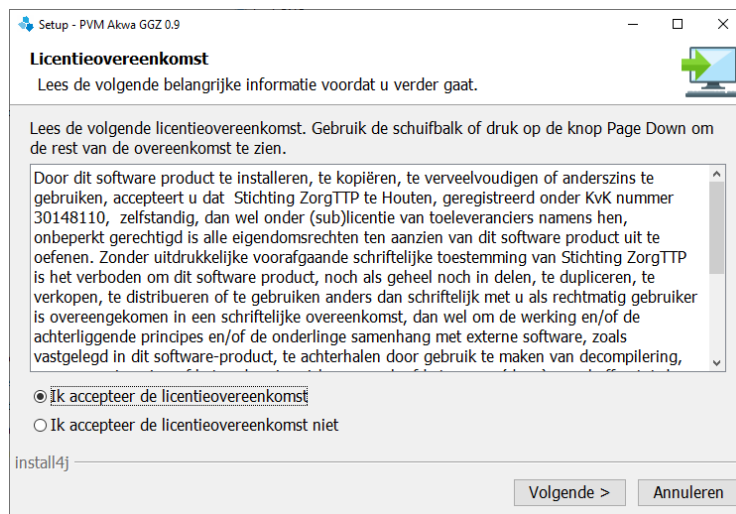 Setup - PVM Akwa GGZ 0.9
Licentieovereenkomst
Lees de volgende belangrijke informatie voordat u verder gaat.
Lees de volgende licentieovereenkomst. Gebruik de schuifbalk of druk op de knop Page Down om
de rest van de overeenkomst te zien.
Door dit software product te installeren, te kopiëren, te verveelvoudigen of anderszins te
gebruiken, accepteert u dat  Stichting ZorgTTP te Houten, geregistreerd onder KvK nummer
30148110,  zelfstandig, dan wel onder (sub)licentie van toeleveranciers namens hen,
onbeperkt gerechtigd is alle eigendomsrechten ten aanzien van dit software product uit te
oefenen. Zonder uitdrukkelijke voorafgaande schriftelijke toestemming van Stichting ZorgTTP
is het verboden om dit software product, noch als geheel noch in delen, te dupliceren, te
verkopen, te distribueren of te gebruiken anders dan schriftelijk met u als rechtmatig gebruiker
is overeengekomen in een schriftelijke overeenkomst, dan wel om de werking en/of de
achterliggende principes en/of de onderlinge samenhang met externe software, zoals
vastgelegd in dit software-product, te achterhalen door gebruik te maken van decompilering,
Ik accepteer de licentieovereenkomst
Ik accepteer de licentieovereenkomst niet
install4j
Volgende >
Annuleren